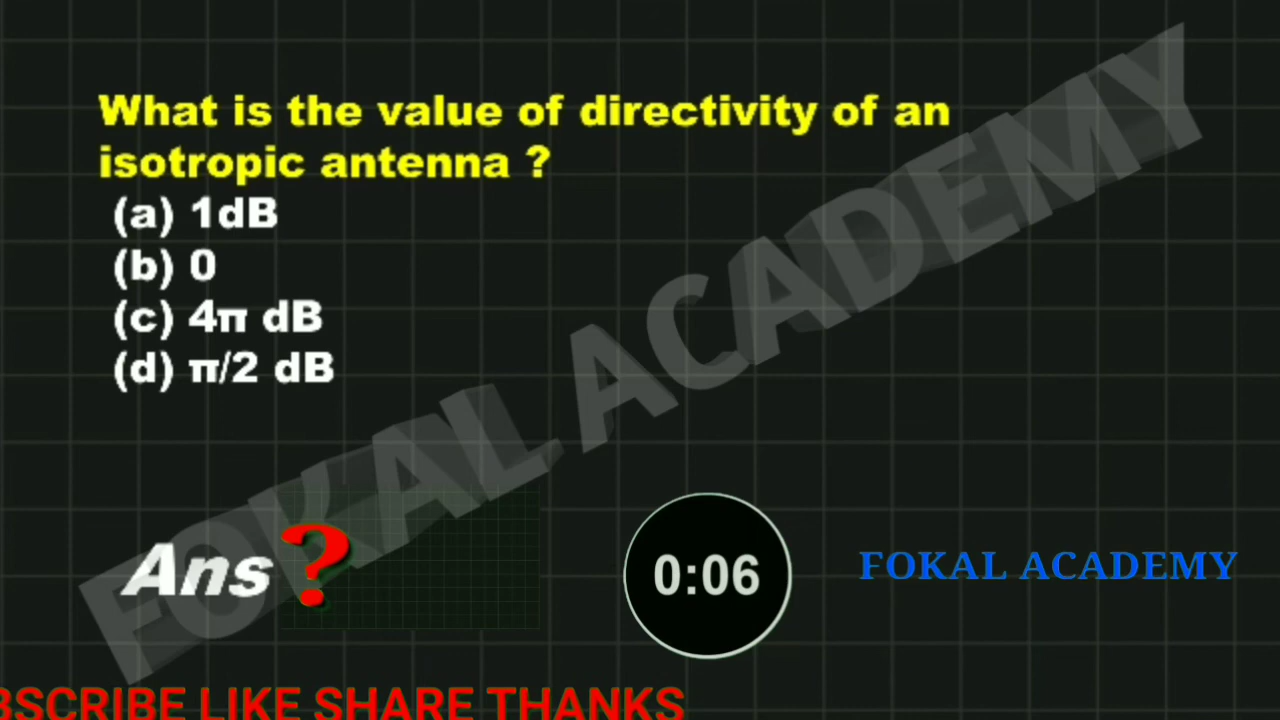 What is the value of directivity of an
isotropic antenna ?
(a) 1dB
(b) 0
(c) 4π dB
(d) π/2 dB
FOKAL ACADEMY
Ans ?
0:06
FOKAL ACADEMY
BSCRIBE LIKE SHARE THANKS